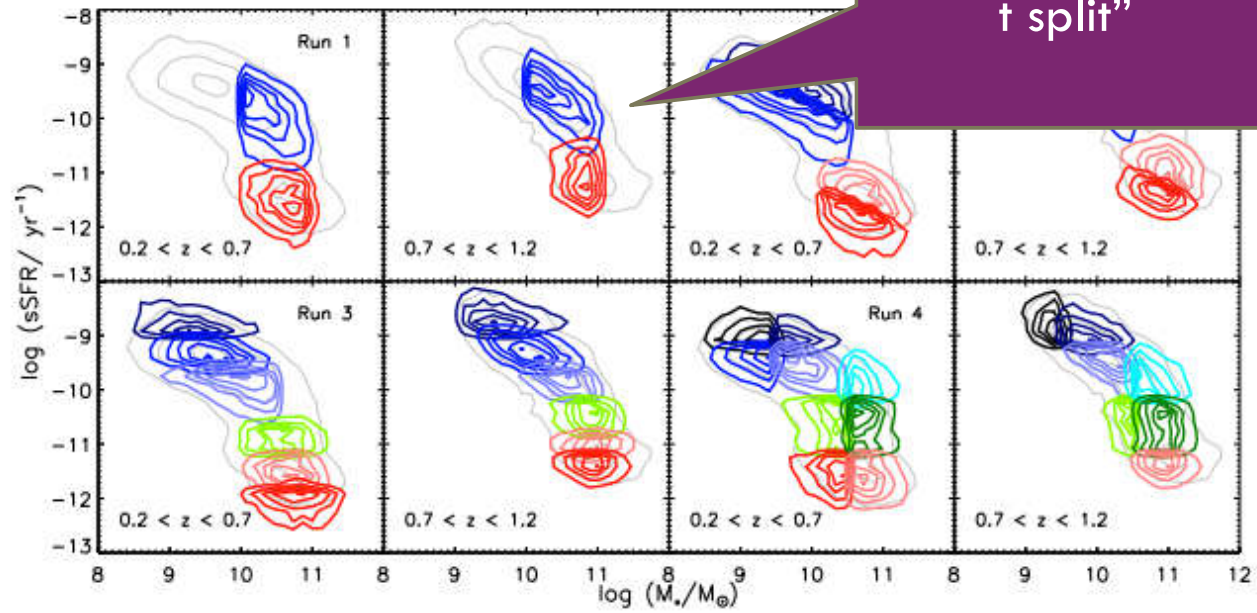 t split”
-8
-9
-10
-11
-12
-13
Run 1
0.2 < z < 0.7
0.7 < z < 1.2
0.2 < z < 0.7
0.7 < z < 1.2
log (sSFR/ yr⁻¹)
-9
-10
-11
-12
-13
Run 3
Run 4
0.2 < z < 0.7
0.7 < z < 1.2
0.2 < z < 0.7
0.7 < z < 1.2
8 9 10 11 8 9 10 11 8 9 10 11 8 9 10 11 12
log (M*/M⊙)